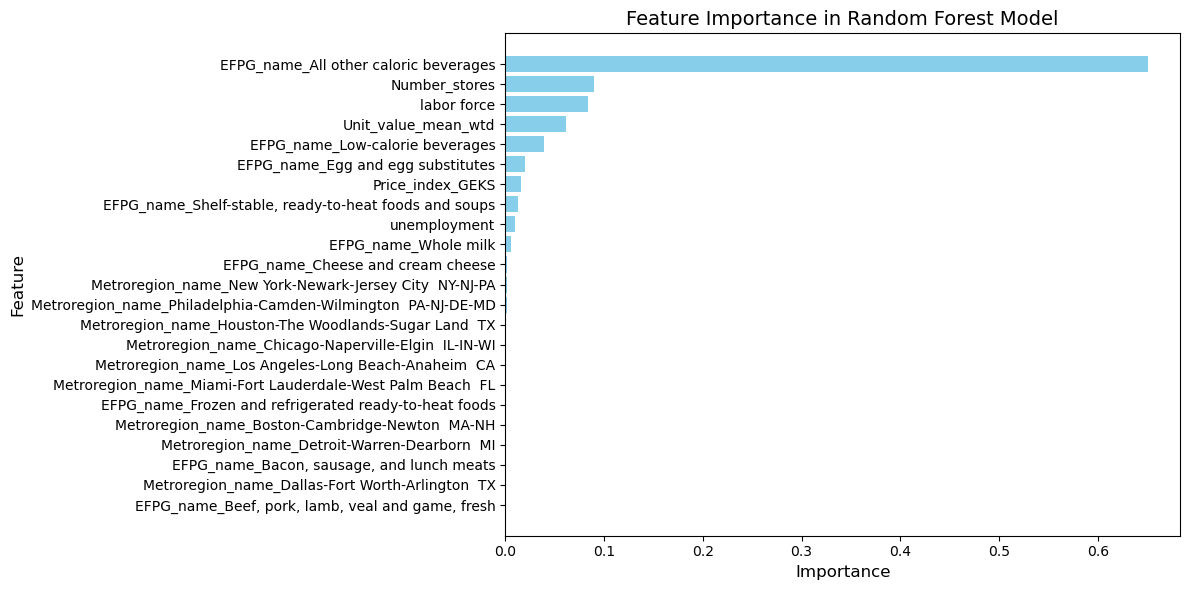 Feature Importance in Random Forest Model
EFPG_name_All other caloric beverages
Number_stores
labor force
Unit_value_mean_wtd
EFPG_name_Low-calorie beverages
EFPG_name_Egg and egg substitutes
Price_index_GEKS
EFPG_name_Shelf-stable, ready-to-heat foods and soups
unemployment
EFPG_name_Whole milk
EFPG_name_Cheese and cream cheese
Metroregion_name_New York-Newark-Jersey City  NY-NJ-PA
Metroregion_name_Philadelphia-Camden-Wilmington  PA-NJ-DE-MD
Metroregion_name_Houston-The Woodlands-Sugar Land  TX
Metroregion_name_Chicago-Naperville-Elgin  IL-IN-WI
Metroregion_name_Los Angeles-Long Beach-Anaheim  CA
Metroregion_name_Miami-Fort Lauderdale-West Palm Beach  FL
EFPG_name_Frozen and refrigerated ready-to-heat foods
Metroregion_name_Boston-Cambridge-Newton  MA-NH
Metroregion_name_Detroit-Warren-Dearborn  MI
EFPG_name_Bacon, sausage, and lunch meats
Metroregion_name_Dallas-Fort Worth-Arlington  TX
EFPG_name_Beef, pork, lamb, veal and game, fresh
Feature
0.0 0.1 0.2 0.3 0.4 0.5 0.6
Importance